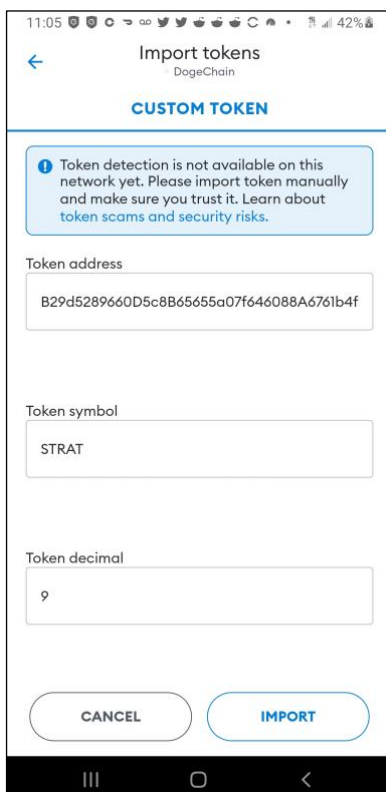 11:05
42%
Import tokens
DogeChain
CUSTOM TOKEN
Token detection is not available on this
network yet. Please import token manually
and make sure you trust it. Learn about
token scams and security risks.
Token address
B29d5289660D5c8B65655a07f646088A6761b4f
Token symbol
STRAT
Token decimal
9
CANCEL
IMPORT